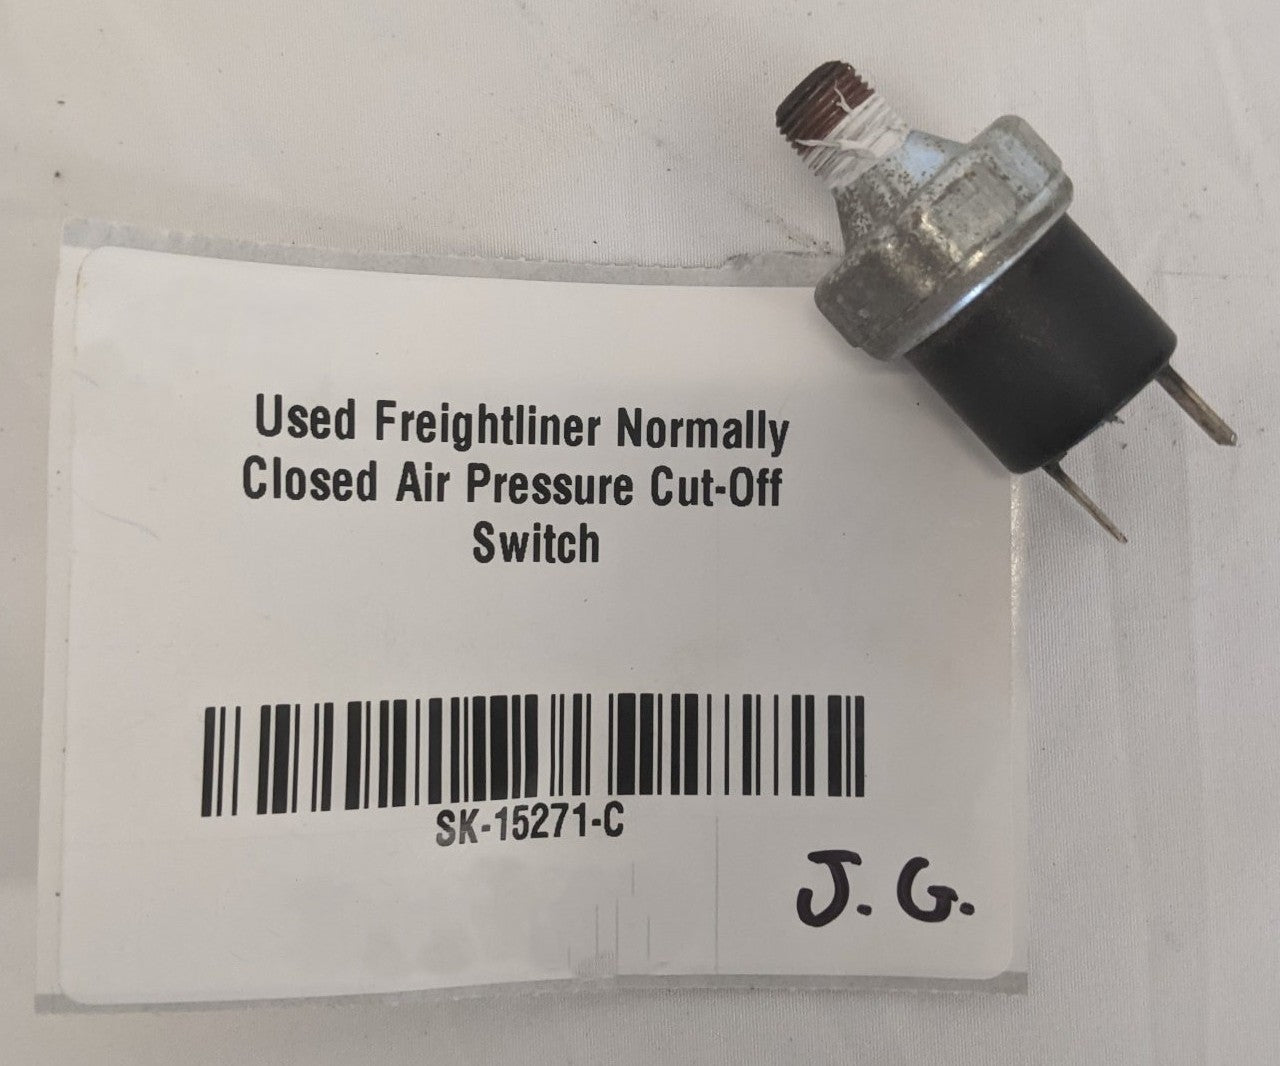 Used Freightliner Normally
Closed Air Pressure Cut-Off
Switch
SK-15271-C
J. G.